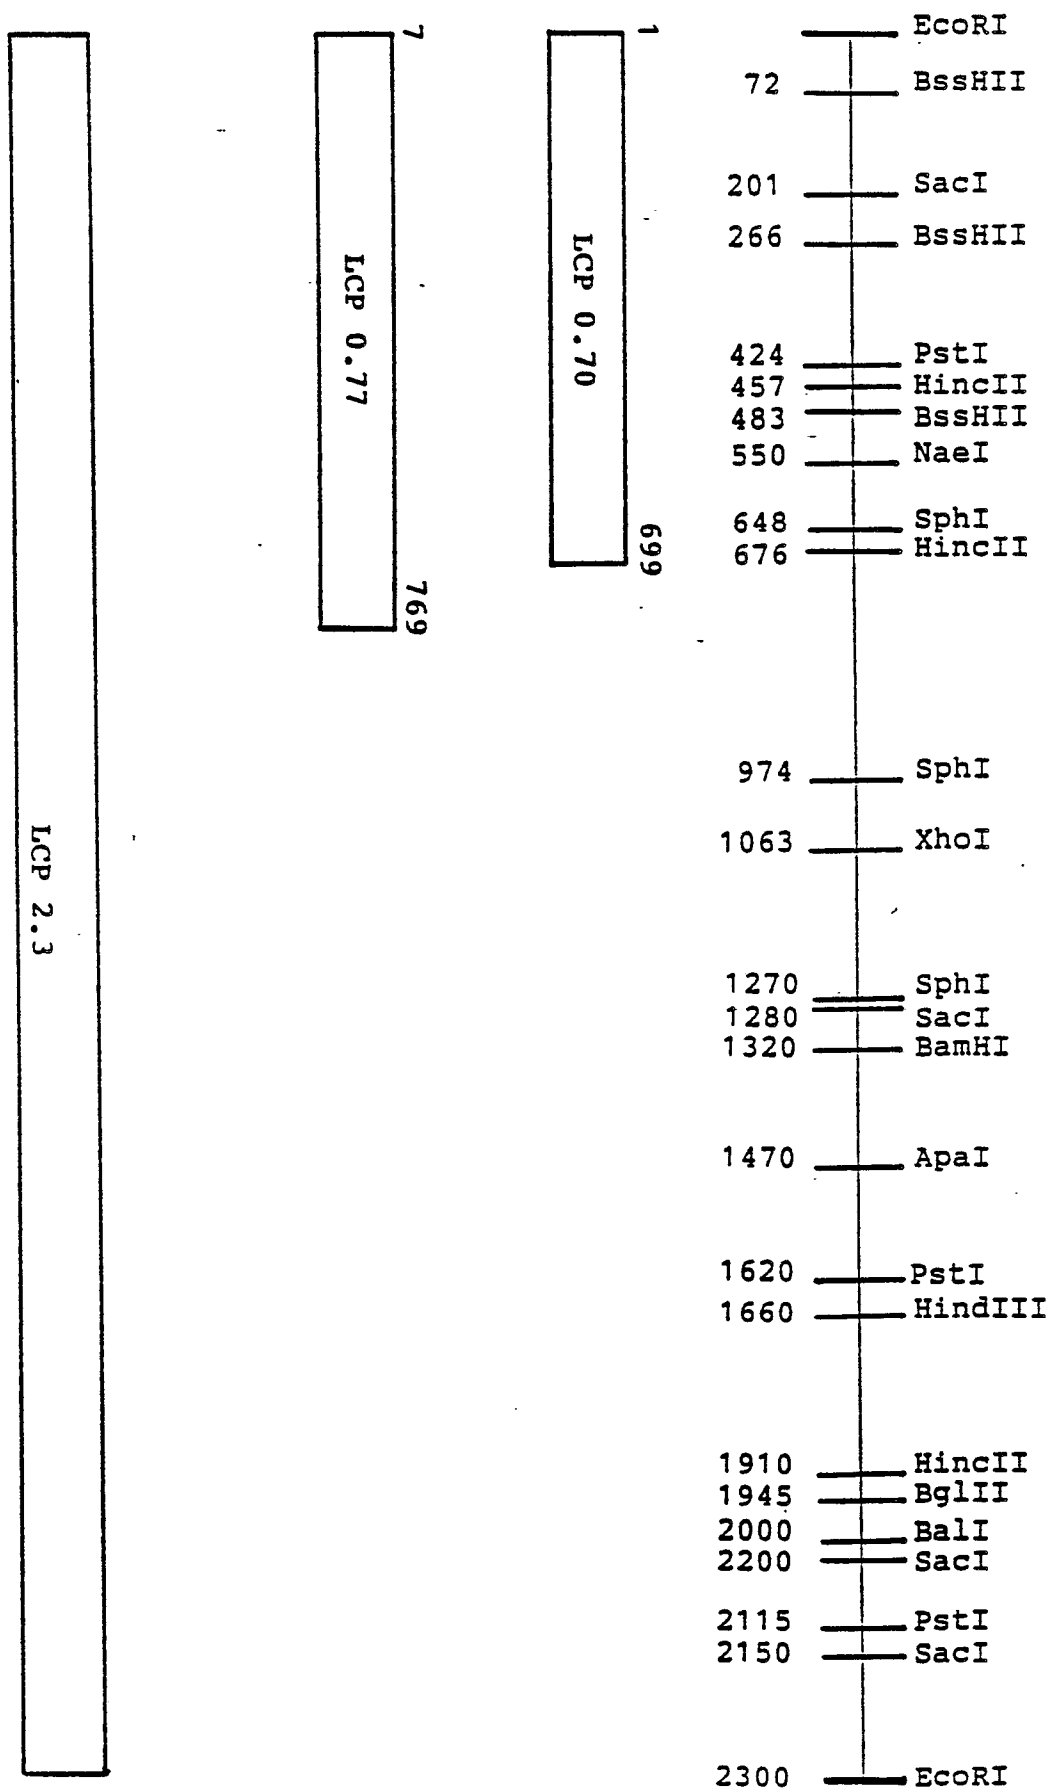 EcoRI
72 BssHII
201 SacI
266 BssHII
424 PstI
457 HincII
483 BssHII
550 NaeI
648 SphI
676 HincII
974 SphI
1063 XhoI
1270 SphI
1280 SacI
1320 BamHI
1470 ApaI
1620 PstI
1660 HindIII
1910 HincII
1945 BglII
2000 BalI
2200 SacI
2115 PstI
2150 SacI
2300 EcoRI
1
LCP 0.70
699
7
LCP 0.77
769
LCP 2.3